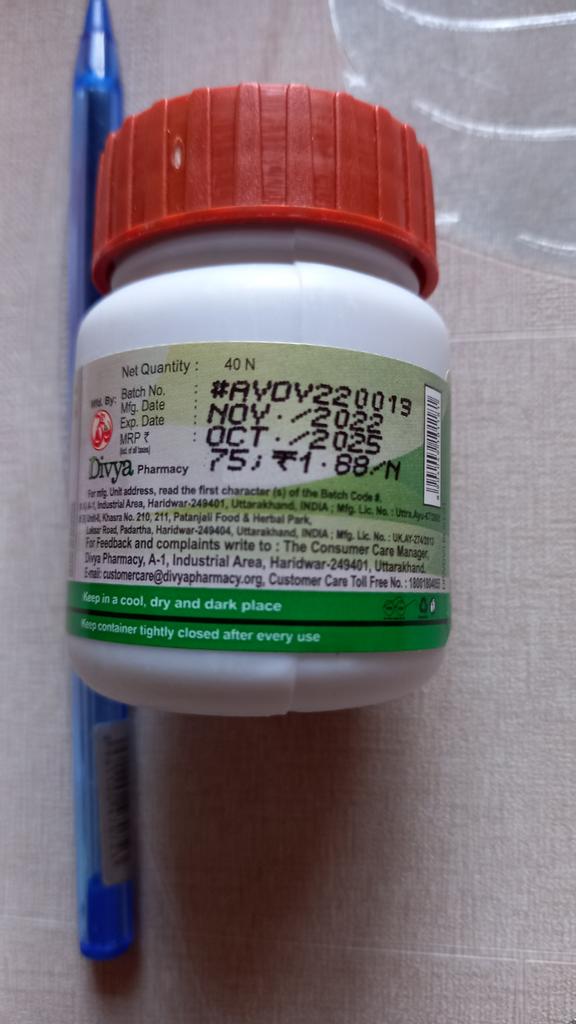 Net Quantity : 40 N
Batch No. : #AVDV220019
Mfg. Date : NOV . / 2022
Exp. Date : OCT . / 2025
MRP ₹ : 75/ ₹1.88/N
(Incl. of all taxes)
Mfd. By:
Divya Pharmacy
For mfg. Unit address, read the first character (s) of the Batch Code #.
A-1, Industrial Area, Haridwar-249401, Uttarakhand, INDIA ; Mfg. Lic. No. :
Unit-II, Khasra No. 210, 211, Patanjali Food & Herbal Park,
Laksar Road, Padartha, Haridwar-249404, Uttarakhand, INDIA ; Mfg. Lic. No. : UK.AY-274/2013
For Feedback and complaints write to : The Consumer Care Manager,
Divya Pharmacy, A-1, Industrial Area, Haridwar-249401, Uttarakhand.
E-mail: customercare@divyapharmacy.org, Customer Care Toll Free No. :
Keep in a cool, dry and dark place
Keep container tightly closed after every use